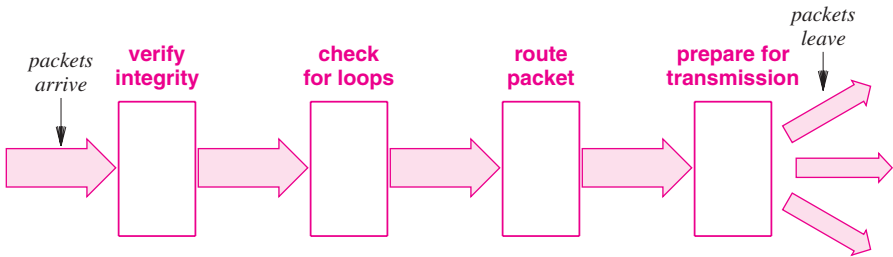 packets
arrive
verify
integrity
check
for loops
route
packet
prepare for
transmission
packets
leave